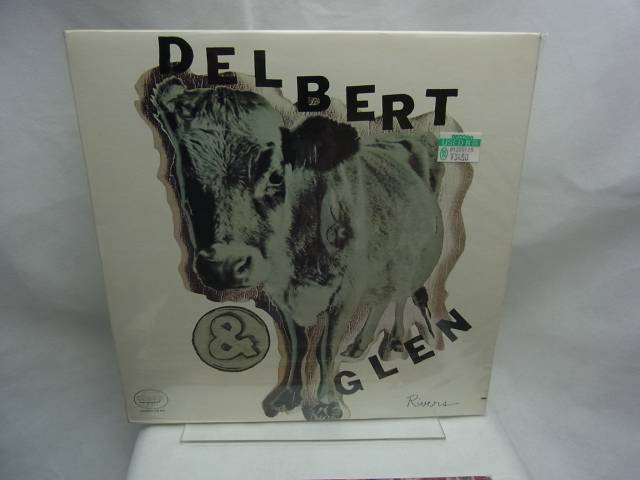 DELBERT
USED
¥3450
&
GLEN
Rivers